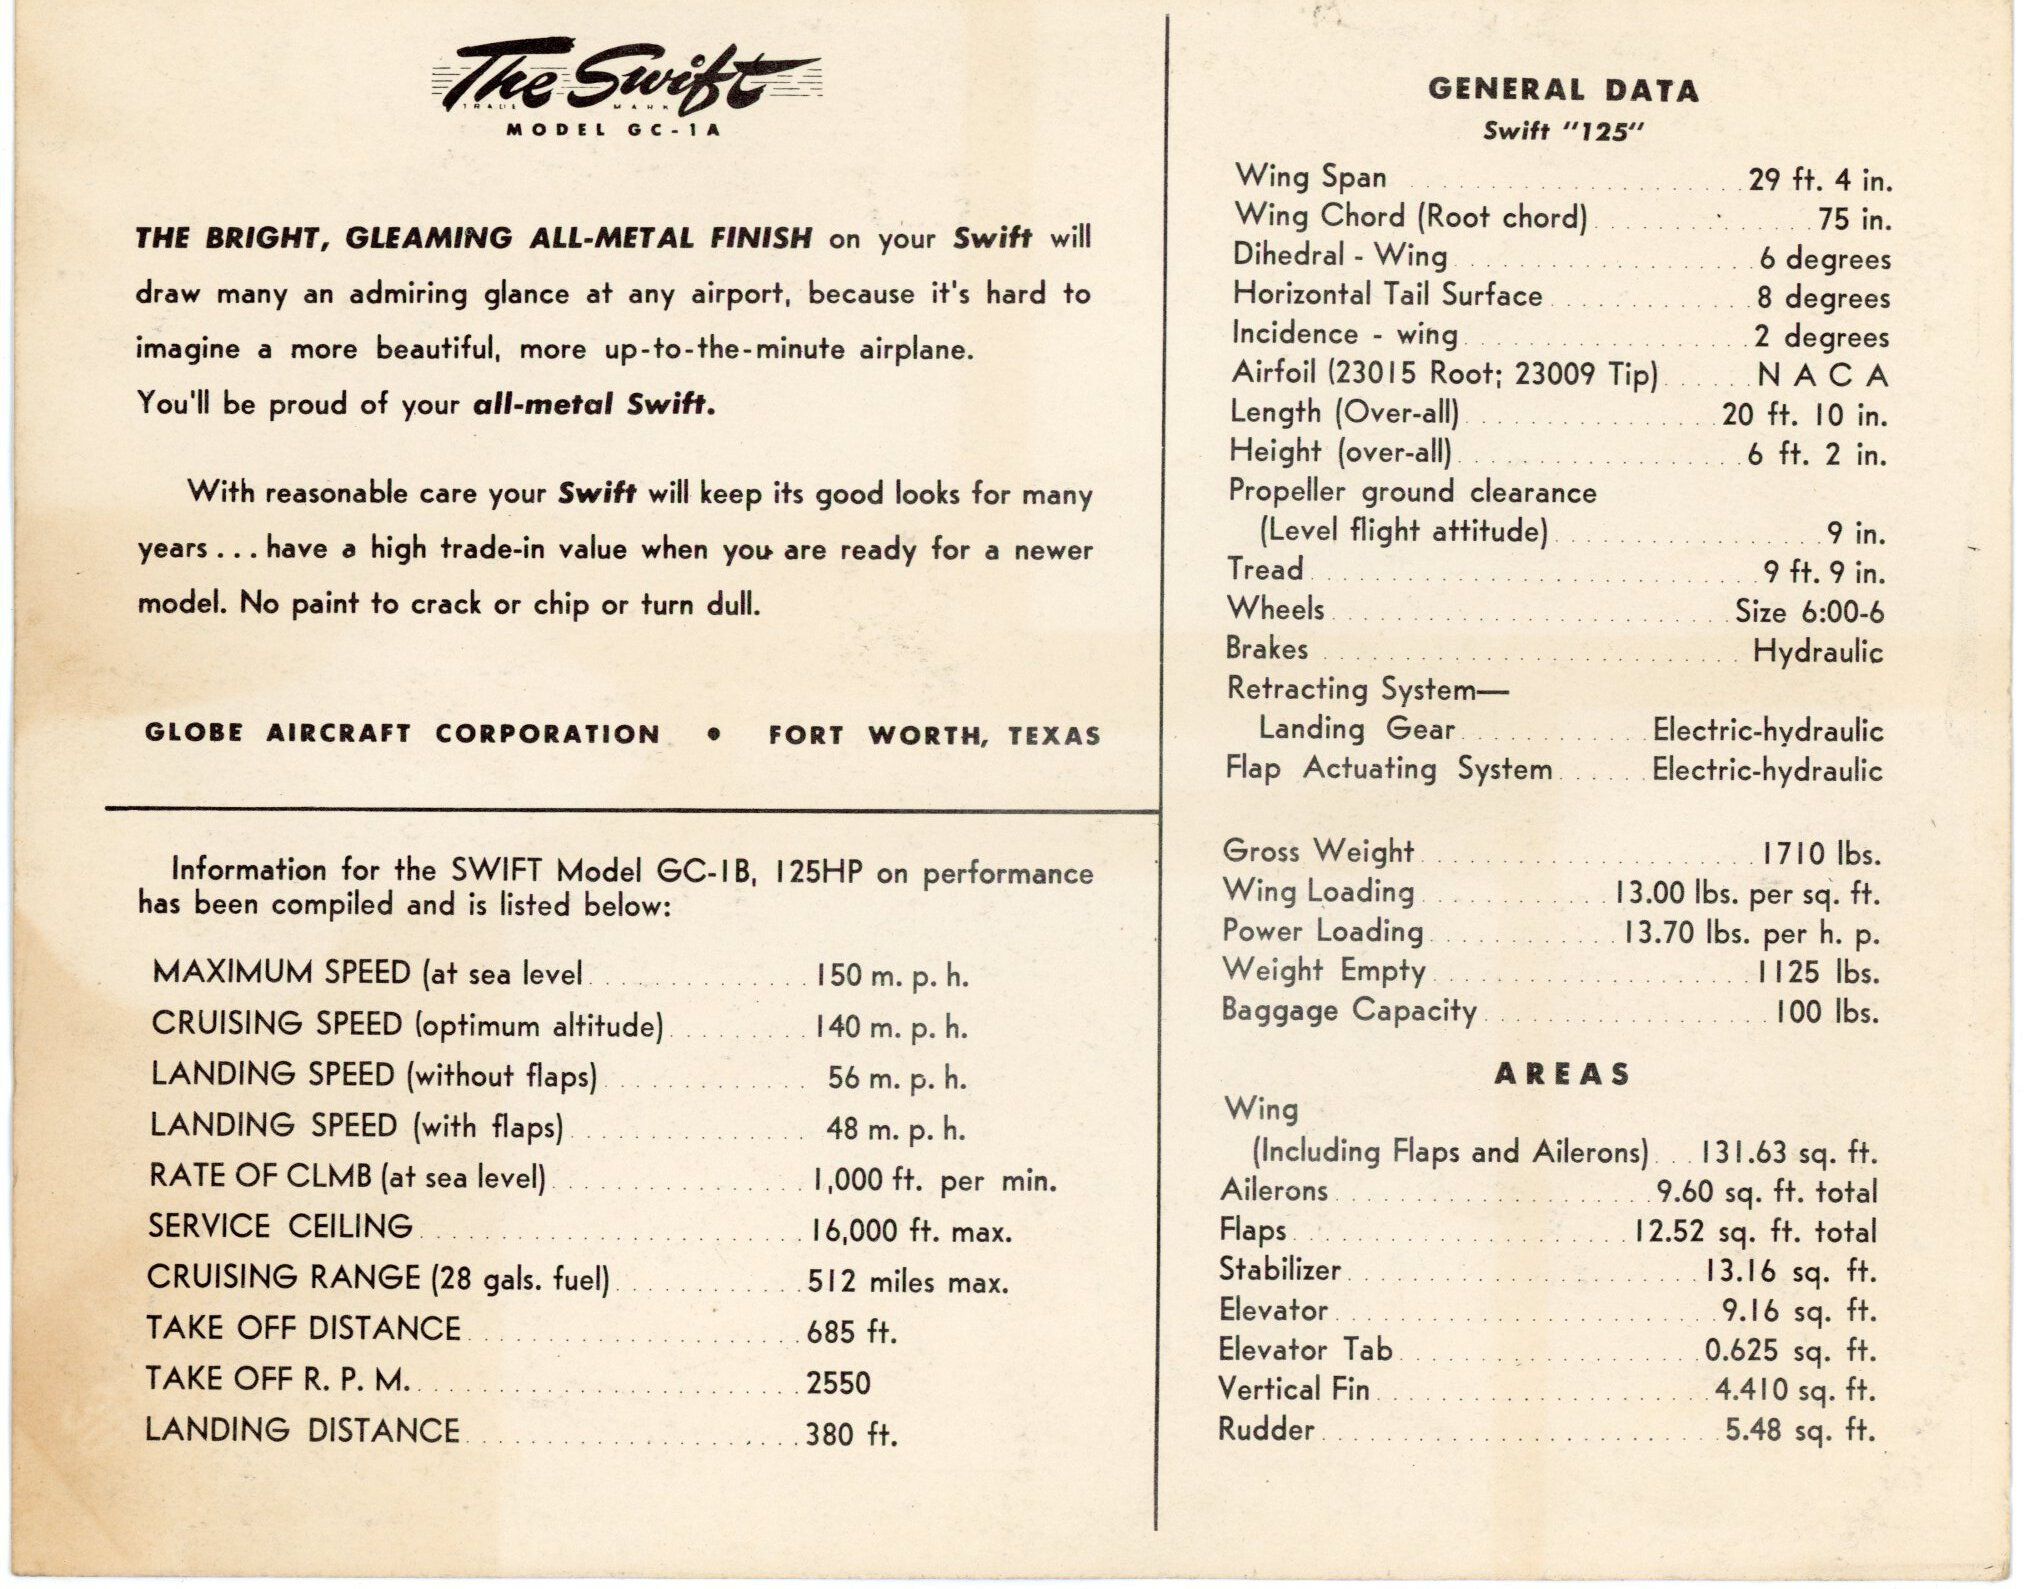 The Swift
TRADE MARK
MODEL GC-1A
THE BRIGHT, GLEAMING ALL-METAL FINISH on your Swift will
draw many an admiring glance at any airport, because it's hard to
imagine a more beautiful, more up-to-the-minute airplane.
You'll be proud of your all-metal Swift.
With reasonable care your Swift will keep its good looks for many
years...have a high trade-in value when you are ready for a newer
model. No paint to crack or chip or turn dull.
GLOBE AIRCRAFT CORPORATION • FORT WORTH, TEXAS
Information for the SWIFT Model GC-1B, 125HP on performance
has been compiled and is listed below:
MAXIMUM SPEED (at sea level 150 m. p. h.
CRUISING SPEED (optimum altitude) 140 m. p. h.
LANDING SPEED (without flaps) 56 m. p. h.
LANDING SPEED (with flaps) 48 m. p. h.
RATE OF CLMB (at sea level) 1,000 ft. per min.
SERVICE CEILING 16,000 ft. max.
CRUISING RANGE (28 gals. fuel) 512 miles max.
TAKE OFF DISTANCE 685 ft.
TAKE OFF R. P. M. 2550
LANDING DISTANCE 380 ft.
GENERAL DATA
Swift "125"
Wing Span 29 ft. 4 in.
Wing Chord (Root chord) 75 in.
Dihedral - Wing 6 degrees
Horizontal Tail Surface 8 degrees
Incidence - wing 2 degrees
Airfoil (23015 Root; 23009 Tip) N A C A
Length (Over-all) 20 ft. 10 in.
Height (over-all) 6 ft. 2 in.
Propeller ground clearance
(Level flight attitude) 9 in.
Tread 9 ft. 9 in.
Wheels Size 6:00-6
Brakes Hydraulic
Retracting System—
Landing Gear Electric-hydraulic
Flap Actuating System Electric-hydraulic
Gross Weight 1710 lbs.
Wing Loading 13.00 lbs. per sq. ft.
Power Loading 13.70 lbs. per h. p.
Weight Empty 1125 lbs.
Baggage Capacity 100 lbs.
AREAS
Wing
(Including Flaps and Ailerons) 131.63 sq. ft.
Ailerons 9.60 sq. ft. total
Flaps 12.52 sq. ft. total
Stabilizer 13.16 sq. ft.
Elevator 9.16 sq. ft.
Elevator Tab 0.625 sq. ft.
Vertical Fin 4.410 sq. ft.
Rudder 5.48 sq. ft.